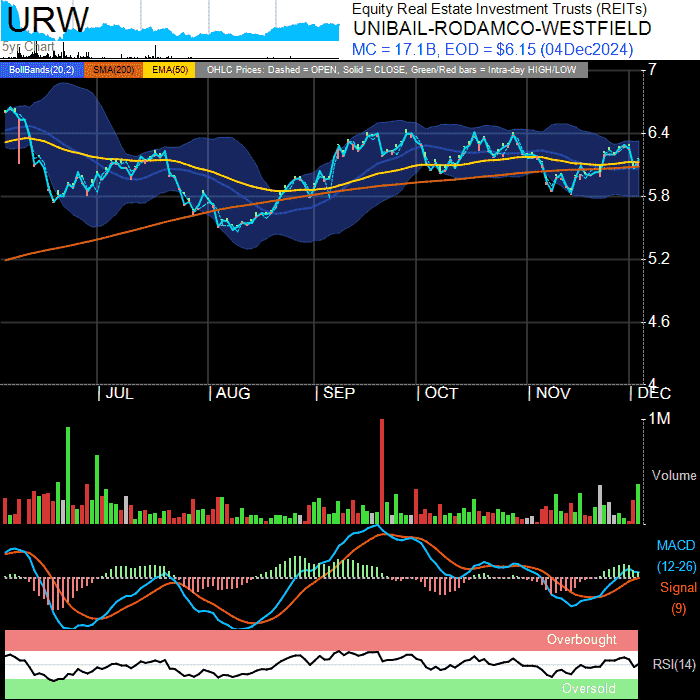 URW
5yr Chart
Equity Real Estate Investment Trusts (REITs)
UNIBAIL-RODAMCO-WESTFIELD
MC = 17.1B, EOD = $6.15 (04Dec2024)
BollBands(20,2) SMA(200) EMA(50) OHLC Prices: Dashed = OPEN, Solid = CLOSE, Green/Red bars = Intra-day HIGH/LOW
7
6.4
5.8
5.2
4.6
4
| JUL | AUG | SEP | OCT | NOV | DEC
1M
Volume
MACD
(12-26)
Signal
(9)
Overbought
RSI(14)
Oversold